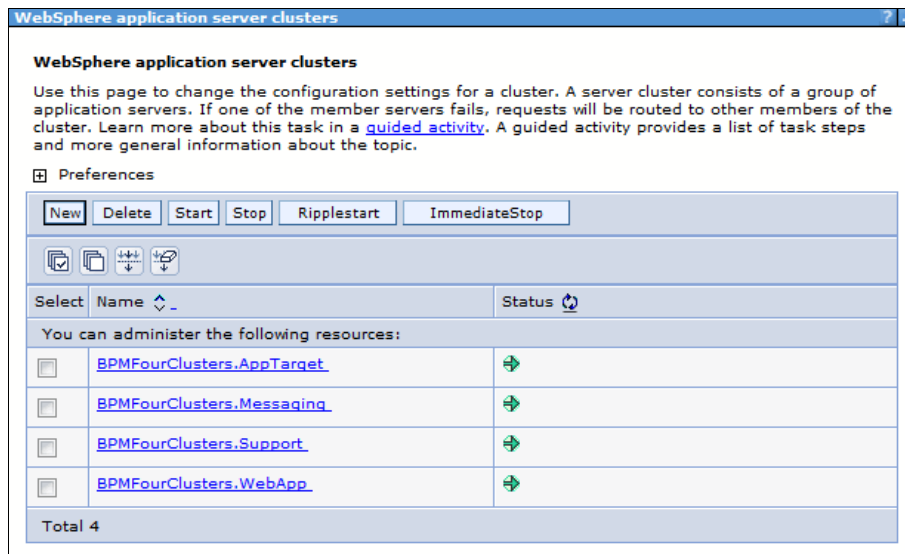 WebSphere application server clusters
?
WebSphere application server clusters
Use this page to change the configuration settings for a cluster. A server cluster consists of a group of
application servers. If one of the member servers fails, requests will be routed to other members of the
cluster. Learn more about this task in a guided activity. A guided activity provides a list of task steps
and more general information about the topic.
Preferences
New Delete Start Stop Ripplestart ImmediateStop
Select Name Status
You can administer the following resources:
BPMFourClusters.AppTarget
BPMFourClusters.Messaging
BPMFourClusters.Support
BPMFourClusters.WebApp
Total 4